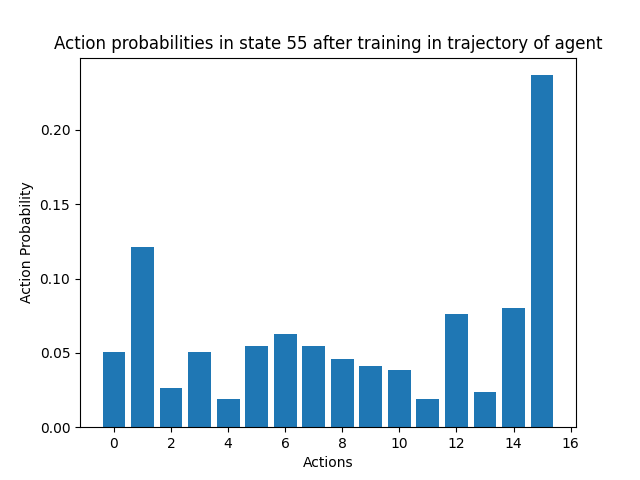 Action probabilities in state 55 after training in trajectory of agent
0.20
0.15
0.10
0.05
0.00
Action Probability
0 2 4 6 8 10 12 14 16
Actions